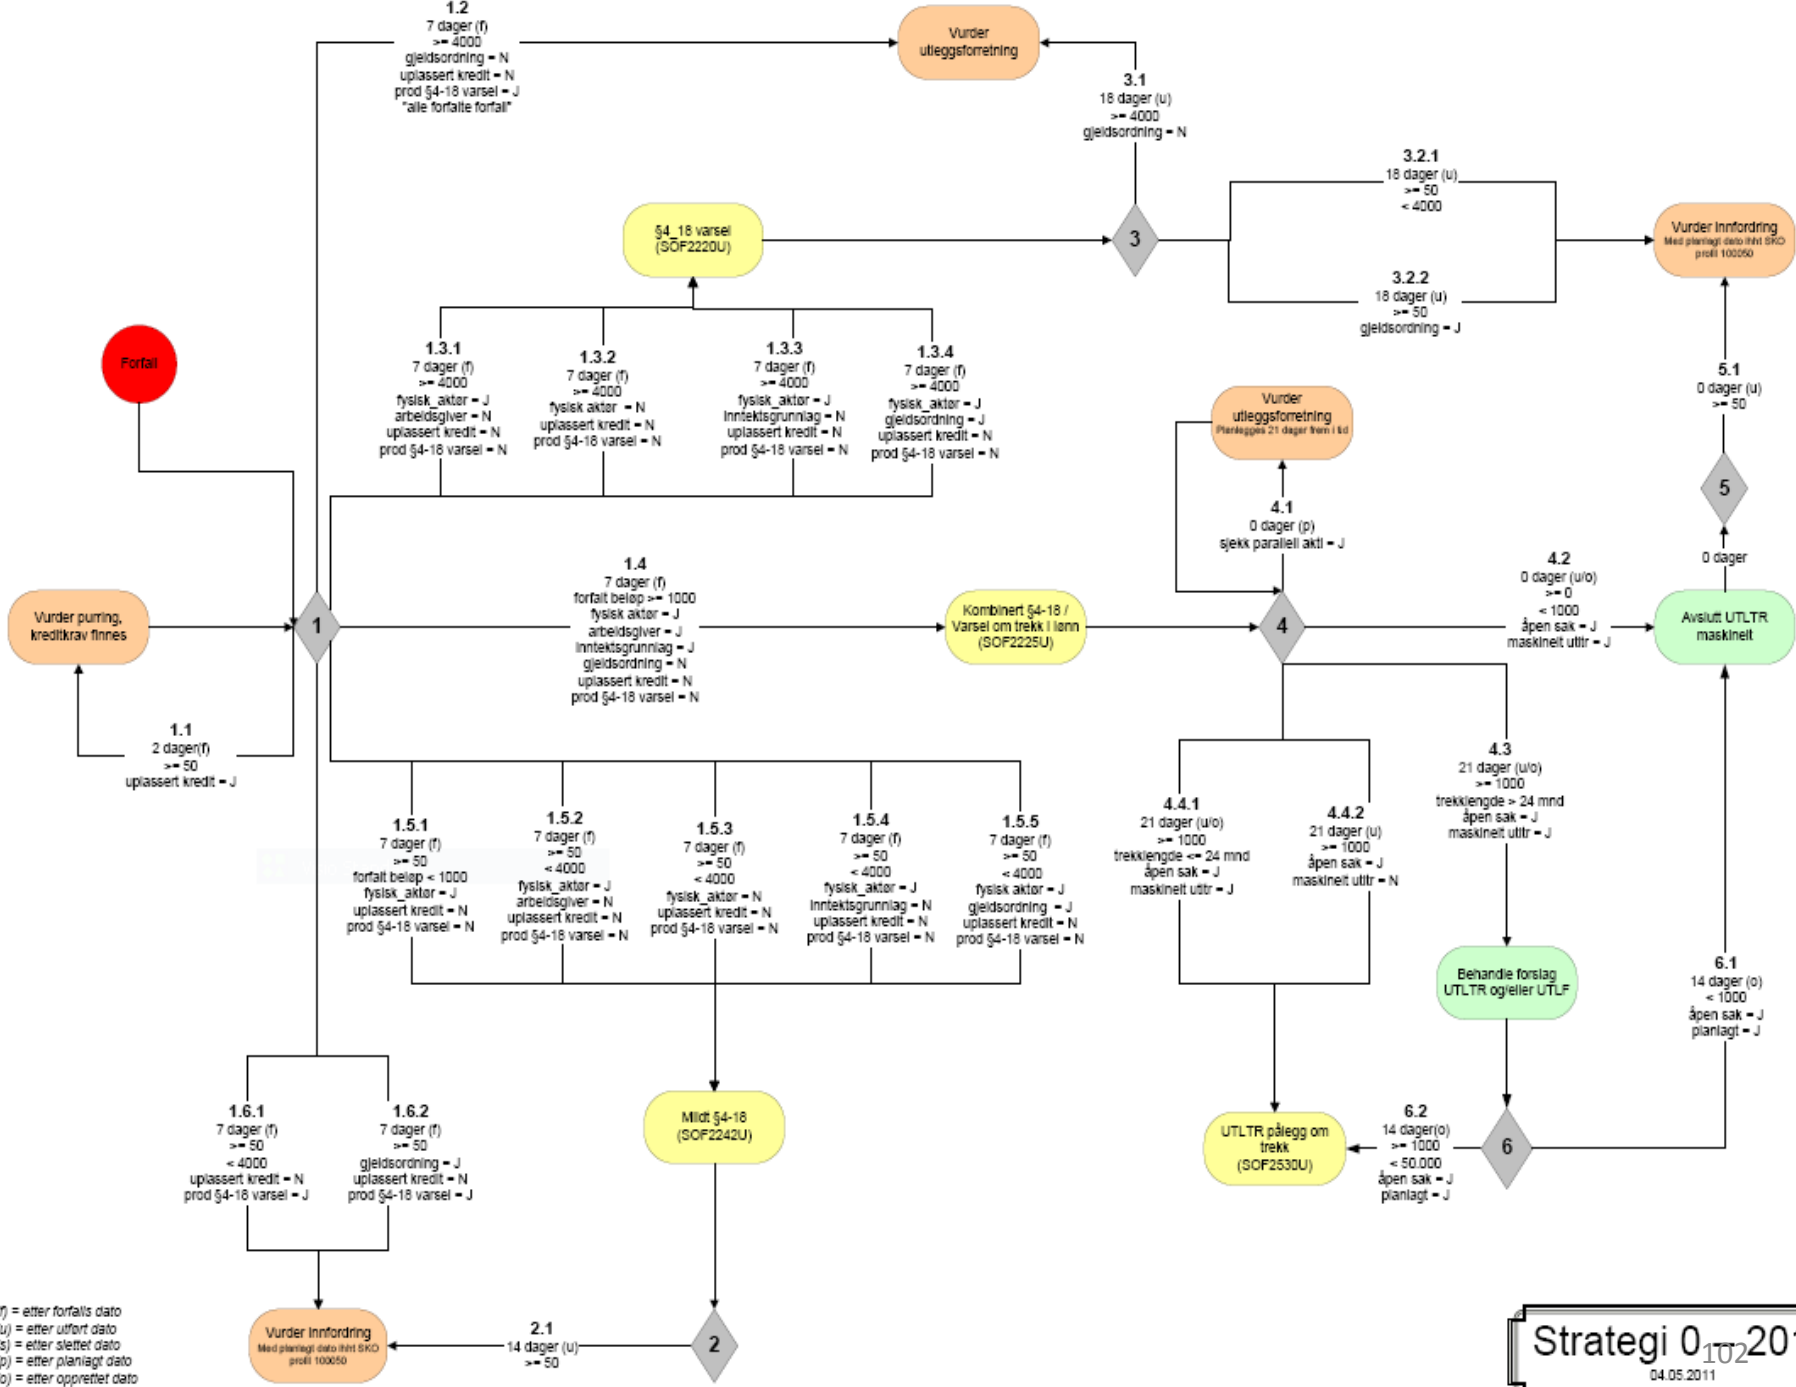 1.2
7 dager (f)
>= 4000
gjeldsordning = N
uplassert kredit = N
prod §4-18 varsel = J
"alle forfalte forfall"
Vurder
utleggsforretning
3.1
18 dager (u)
>= 4000
gjeldsordning = N
3.2.1
18 dager (u)
>= 50
< 4000
§4_18 varsel
(SOF2220U)
3
Vurder Innfordring
Med planlagt dato ihht SKO
profil 100050
3.2.2
18 dager (u)
>= 50
gjeldsordning = J
Forfall
1.3.1
7 dager (f)
>= 4000
fysisk_aktør = J
arbeidsgiver = N
uplassert kredit = N
prod §4-18 varsel = N
1.3.2
7 dager (f)
>= 4000
fysisk aktør = N
uplassert kredit = N
prod §4-18 varsel = N
1.3.3
7 dager (f)
>= 4000
fysisk_aktør = J
Inntektsgrunnlag = N
uplassert kredit = N
prod §4-18 varsel = N
1.3.4
7 dager (f)
>= 4000
fysisk_aktør = J
gjeldsordning = J
uplassert kredit = N
prod §4-18 varsel = N
Vurder
utleggsforretning
Planlegges 21 dager frem i tid
5.1
0 dager (u)
>= 50
5
4.1
0 dager (p)
sjekk parallell akti = J
0 dager
1.4
7 dager (f)
forfalt beløp >= 1000
fysisk aktør = J
arbeidsgiver = J
Inntektsgrunnlag = J
gjeldsordning = N
uplassert kredit = N
prod §4-18 varsel = N
4.2
0 dager (u/o)
>= 0
< 1000
åpen sak = J
maskinelt utltr = J
Vurder purring,
kreditkrav finnes
1
Kombinert §4-18 /
Varsel om trekk i lønn
(SOF2225U)
4
Avslutt UTLTR
maskinelt
1.1
2 dager(f)
>= 50
uplassert kredit = J
4.3
21 dager (u/o)
>= 1000
trekklengde > 24 mnd
åpen sak = J
maskinelt utltr = J
1.5.1
7 dager (f)
>= 50
forfalt beløp < 1000
fysisk_aktør = J
uplassert kredit = N
prod §4-18 varsel = N
1.5.2
7 dager (f)
>= 50
< 4000
fysisk_aktør = J
arbeidsgiver = N
uplassert kredit = N
prod §4-18 varsel = N
1.5.3
7 dager (f)
>= 50
< 4000
fysisk_aktør = N
uplassert kredit = N
prod §4-18 varsel = N
1.5.4
7 dager (f)
>= 50
< 4000
fysisk_aktør = J
Inntektsgrunnlag = N
uplassert kredit = N
prod §4-18 varsel = N
1.5.5
7 dager (f)
>= 50
< 4000
fysisk aktør = J
gjeldsordning = J
uplassert kredit = N
prod §4-18 varsel = N
4.4.1
21 dager (u/o)
>= 1000
trekklengde <= 24 mnd
åpen sak = J
maskinelt utltr = J
4.4.2
21 dager (u)
>= 1000
åpen sak = J
maskinelt utltr = N
Behandle forslag
UTLTR og/eller UTLF
6.1
14 dager (o)
< 1000
åpen sak = J
planlagt = J
1.6.1
7 dager (f)
>= 50
< 4000
uplassert kredit = N
prod §4-18 varsel = J
1.6.2
7 dager (f)
>= 50
gjeldsordning = J
uplassert kredit = N
prod §4-18 varsel = J
Mildt §4-18
(SOF2242U)
UTLTR pålegg om
trekk
(SOF2530U)
6.2
14 dager(o)
>= 1000
< 50.000
åpen sak = J
planlagt = J
6
Vurder Innfordring
Med planlagt dato ihht SKO
profil 100050
2.1
14 dager (u)
>= 50
2
f) = etter forfalls dato
u) = etter utført dato
s) = etter slettet dato
p) = etter planlagt dato
o) = etter opprettet dato
Strategi 0 – 201
102
04.05.2011